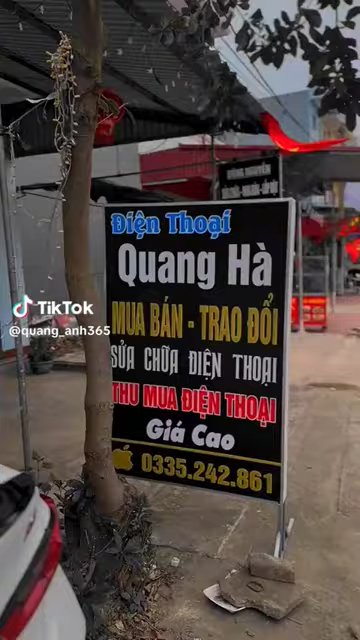 Điện Thoại
Quang Hà
MUA BÁN - TRAO ĐỔI
SỬA CHỮA ĐIỆN THOẠI
THU MUA ĐIỆN THOẠI
Giá Cao
0335.242.861
TikTok
@quang_anh365